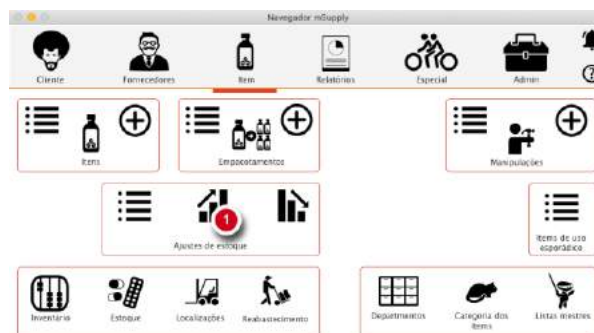 Navegador mSupply
Cliente
Fornecedores
Item
Relatórios
Especial
Admin
Itens
Empacotamentos
Manipulações
1
Ajustes de estoque
Items de uso
esporádico
Inventário
Estoque
Localizações
Reabastecimento
Departmentos
Categoria dos
Items
Listas mestres